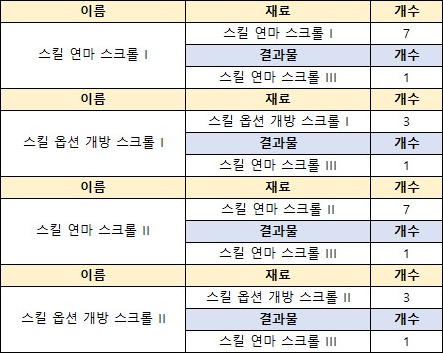 이름 재료 개수
스킬 연마 스크롤 I 스킬 연마 스크롤 I 7
결과물 개수
스킬 연마 스크롤 III 1
이름 재료 개수
스킬 옵션 개방 스크롤 I 스킬 옵션 개방 스크롤 I 3
결과물 개수
스킬 연마 스크롤 III 1
이름 재료 개수
스킬 연마 스크롤 II 스킬 연마 스크롤 II 7
결과물 개수
스킬 연마 스크롤 III 1
이름 재료 개수
스킬 옵션 개방 스크롤 II 스킬 옵션 개방 스크롤 II 3
결과물 개수
스킬 연마 스크롤 III 1